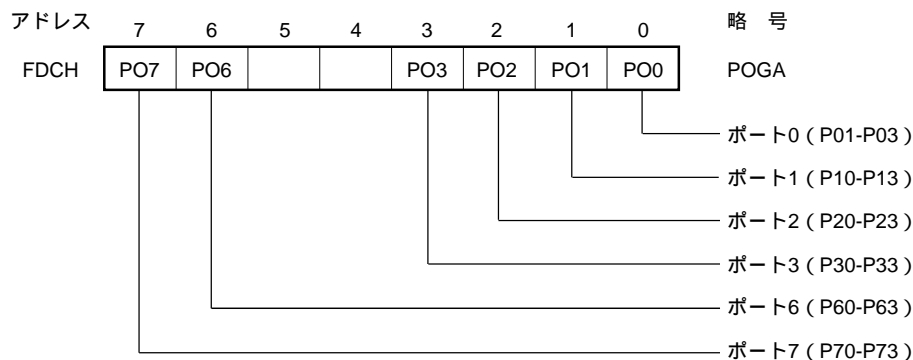 アドレス 7 6 5 4 3 2 1 0 略 号
FDCH PO7 PO6 PO3 PO2 PO1 PO0 POGA
ポート0（P01-P03）
ポート1（P10-P13）
ポート2（P20-P23）
ポート3（P30-P33）
ポート6（P60-P63）
ポート7（P70-P73）